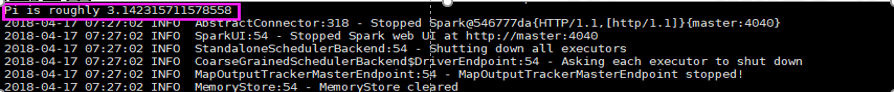 Pi is roughly 3.142315711578558
2018-04-17 07:27:02 INFO  AbstractConnector:318 - Stopped Spark@546777da{HTTP/1.1,[http/1.1]}{master:4040}
2018-04-17 07:27:02 INFO  SparkUI:54 - Stopped Spark web UI at http://master:4040
2018-04-17 07:27:02 INFO  StandaloneSchedulerBackend:54 - Shutting down all executors
2018-04-17 07:27:02 INFO  CoarseGrainedSchedulerBackend$DriverEndpoint:54 - Asking each executor to shut down
2018-04-17 07:27:02 INFO  MapOutputTrackerMasterEndpoint:54 - MapOutputTrackerMasterEndpoint stopped!
2018-04-17 07:27:02 INFO  MemoryStore:54 - MemoryStore cleared